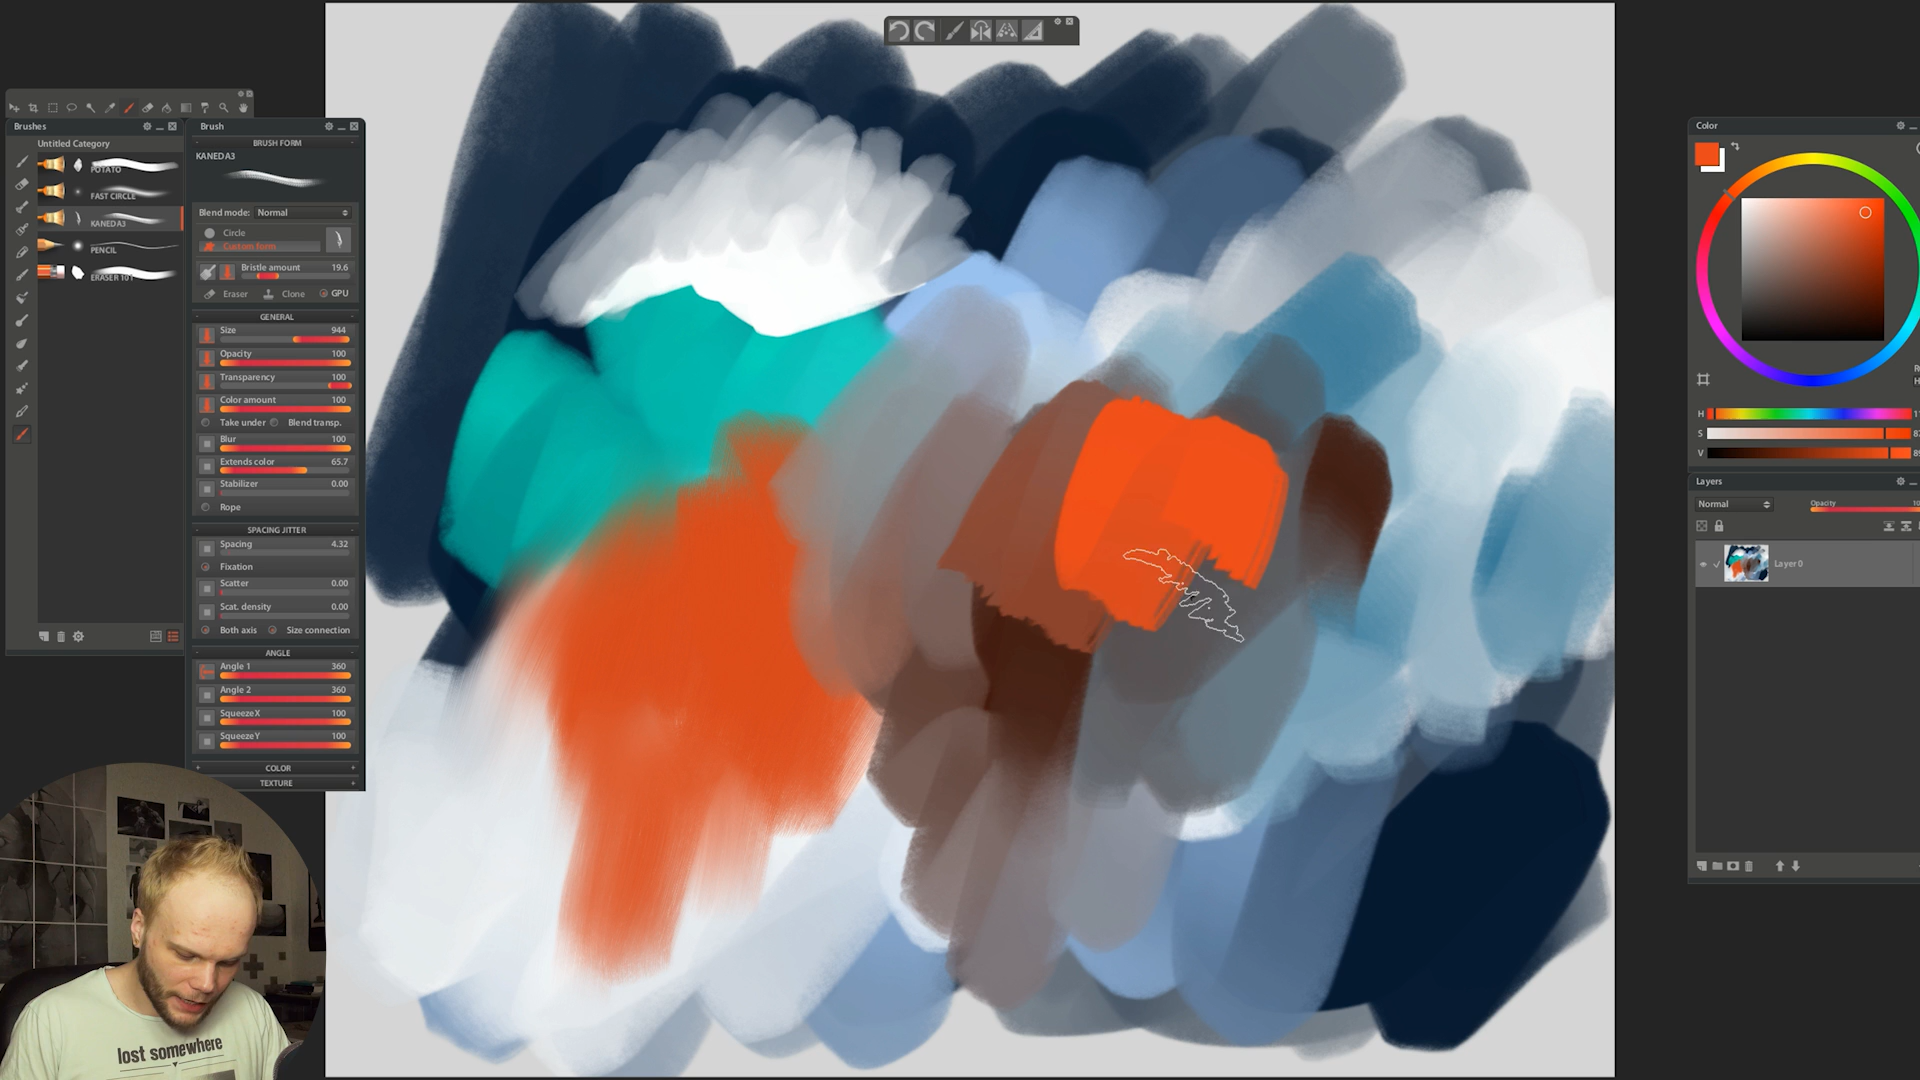 Brushes
Untitled Category
POTATO
FAST CIRCLE
KANEDA3
PENCIL
ERASER 101
Brush
BRUSH FORM
KANEDA3
Blend mode: Normal
Circle
Custom form
Bristle amount 19.6
Eraser Clone GPU
GENERAL
Size 944
Opacity 100
Transparency 100
Color amount 100
Take under Blend transp.
Blur 100
Extends color 65.7
Stabilizer 0.00
Rope
SPACING JITTER
Spacing 4.32
Fixation
Scatter 0.00
Scat. density 0.00
Both axis Size connection
ANGLE
Angle 1 360
Angle 2 360
SqueezeX 100
SqueezeY 100
COLOR
TEXTURE
lost somewhere
Color
H
S
V
Layers
Normal Opacity
Layer 0